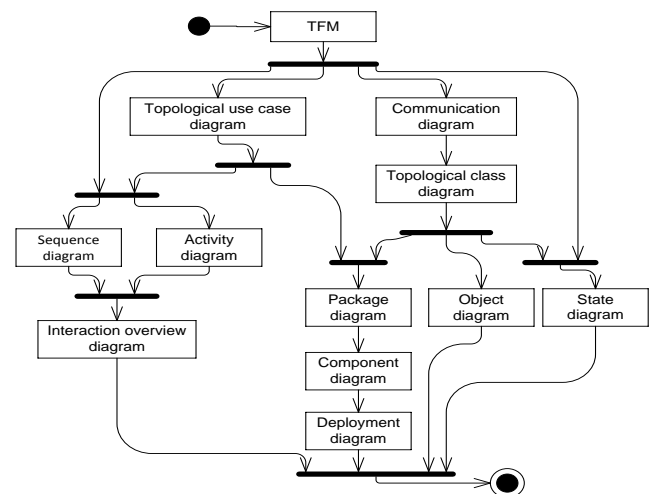 TFM
Topological use case
diagram
Communication
diagram
Topological class
diagram
Sequence
diagram
Activity
diagram
Package
diagram
Object
diagram
State
diagram
Interaction overview
diagram
Component
diagram
Deployment
diagram